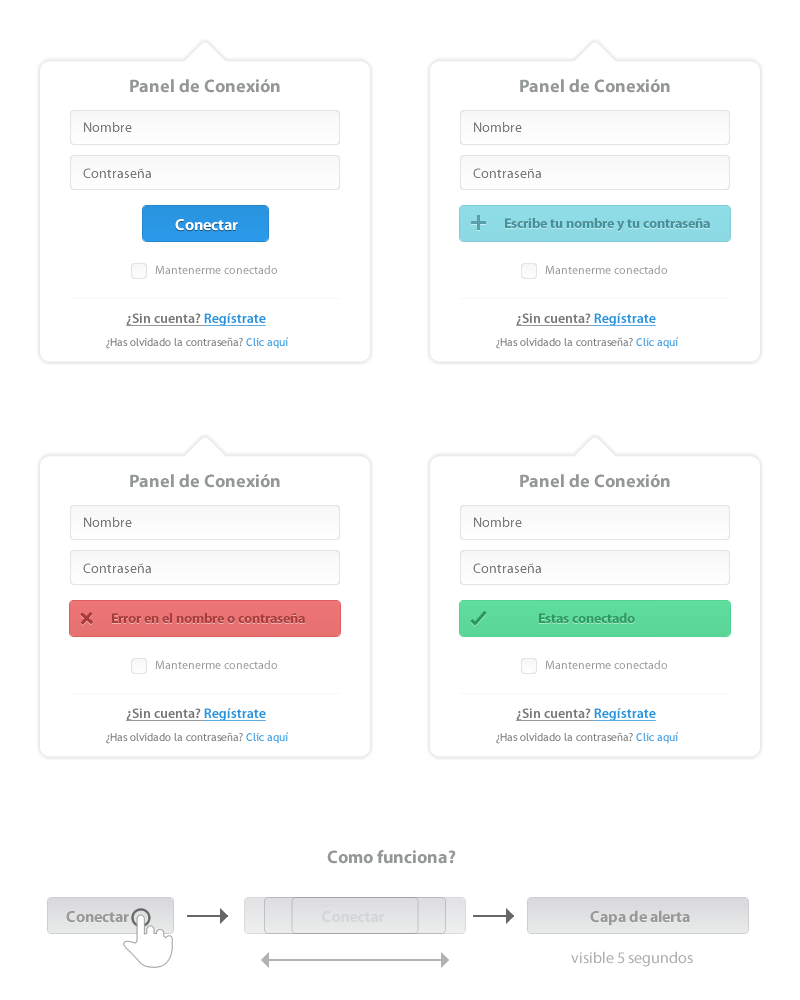 Panel de Conexión
Nombre
Contraseña
Conectar
Mantenerme conectado
¿Sin cuenta? Regístrate
¿Has olvidado la contraseña? Clic aquí
Panel de Conexión
Nombre
Contraseña
Escribe tu nombre y tu contraseña
Mantenerme conectado
¿Sin cuenta? Regístrate
¿Has olvidado la contraseña? Clic aquí
Panel de Conexión
Nombre
Contraseña
Error en el nombre o contraseña
Mantenerme conectado
¿Sin cuenta? Regístrate
¿Has olvidado la contraseña? Clic aquí
Panel de Conexión
Nombre
Contraseña
Estas conectado
Mantenerme conectado
¿Sin cuenta? Regístrate
¿Has olvidado la contraseña? Clic aquí
Como funciona?
Conectar
Conectar
Capa de alerta
visible 5 segundos